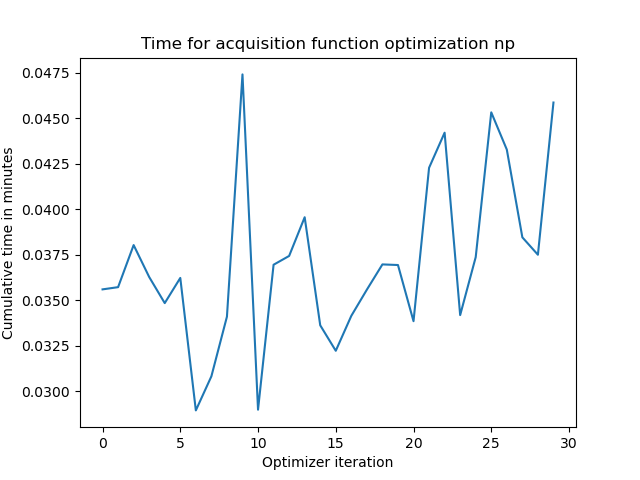 Time for acquisition function optimization np
Cumulative time in minutes
0.0475
0.0450
0.0425
0.0400
0.0375
0.0350
0.0325
0.0300
0 5 10 15 20 25 30
Optimizer iteration